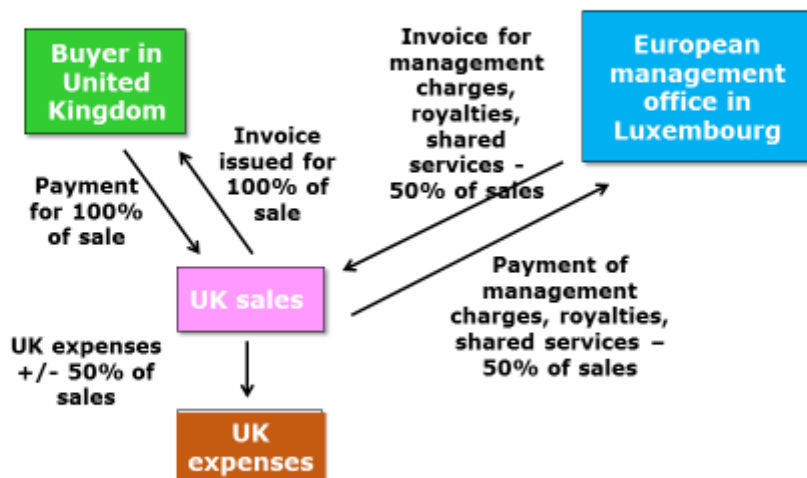 Buyer in
United
Kingdom
Invoice
issued for
100% of
sale
Payment
for 100%
of sale
Invoice for
management
charges,
royalties,
shared
services -
50% of sales
European
management
office in
Luxembourg
UK sales
Payment of
management
charges, royalties,
shared services –
50% of sales
UK expenses
+/- 50% of
sales
UK
expenses